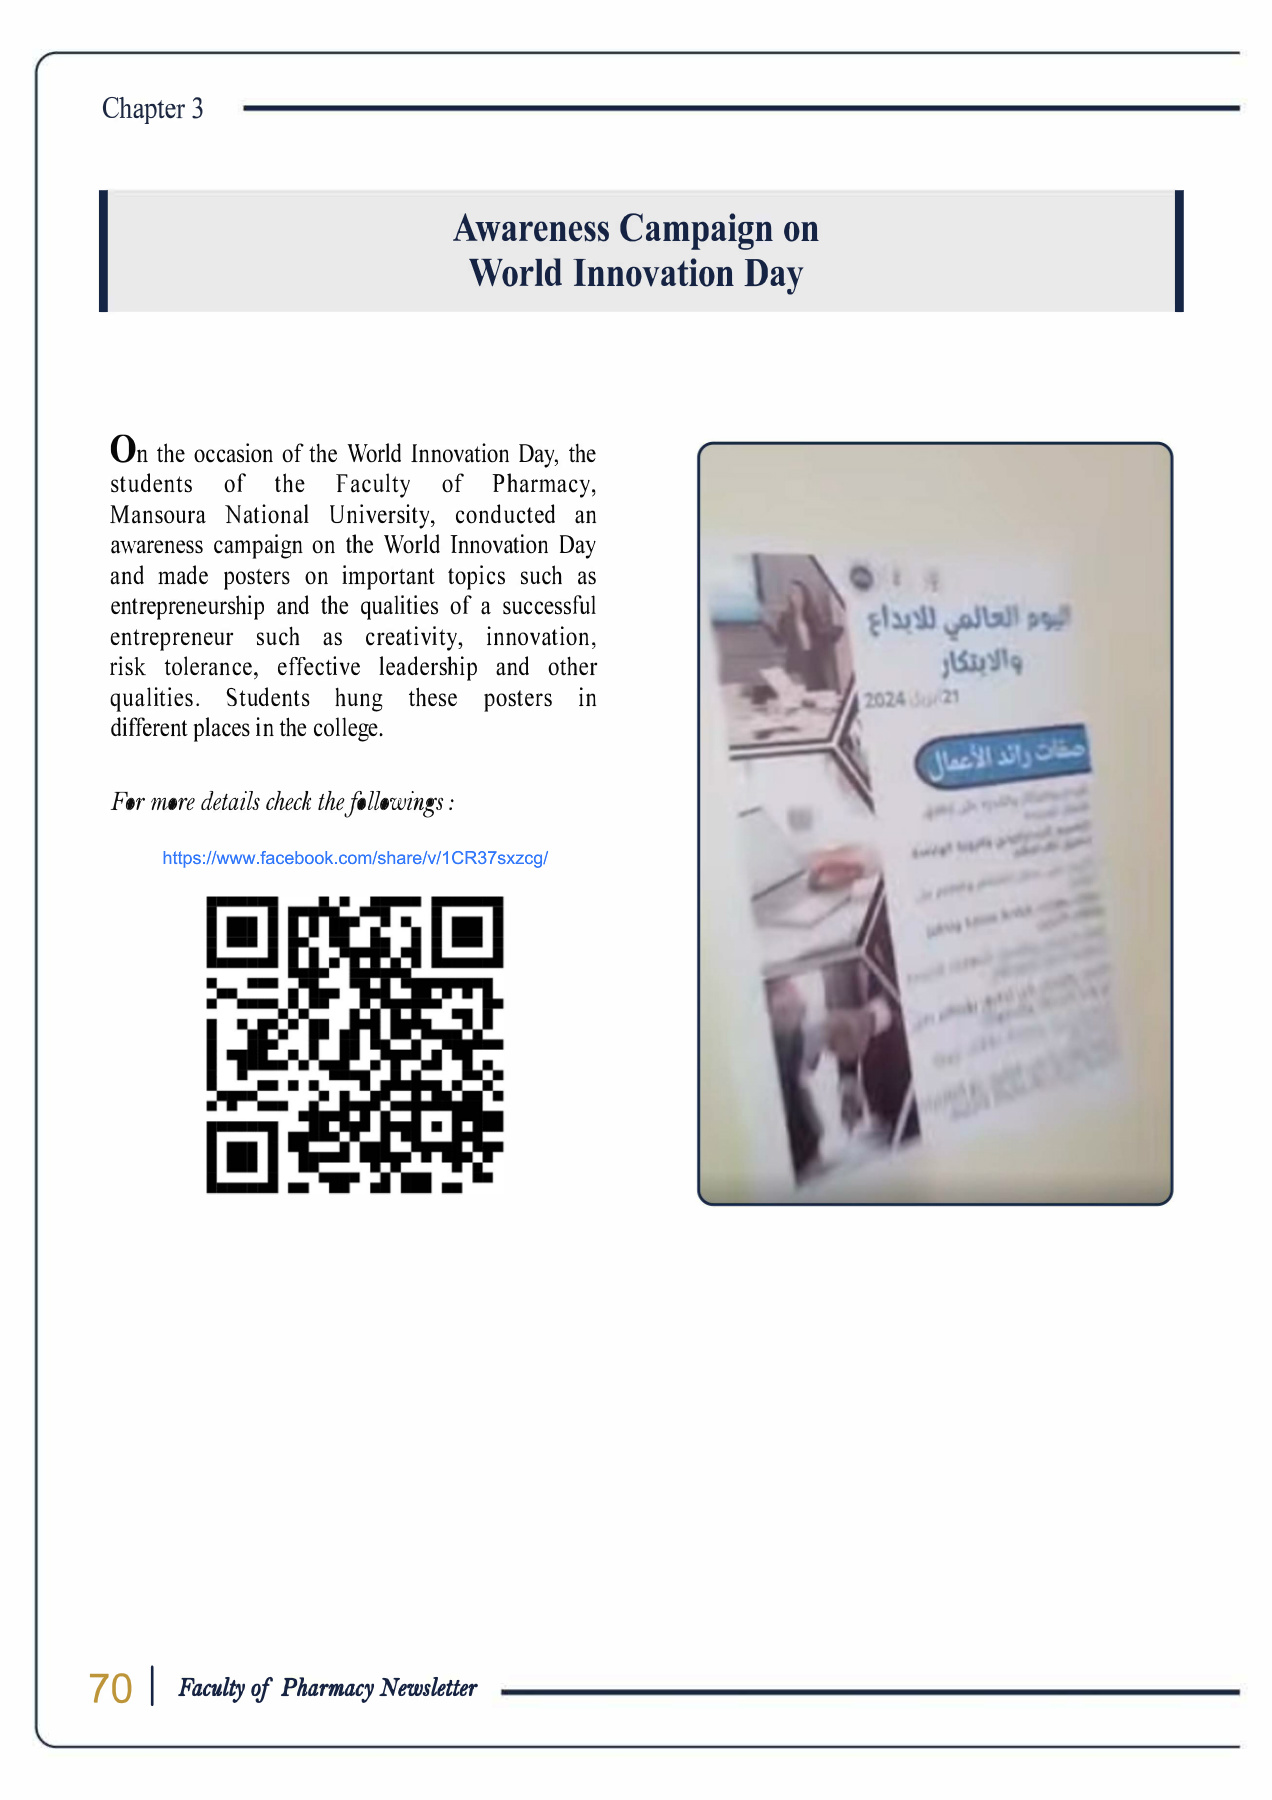 Chapter 3
Awareness Campaign on
World Innovation Day
On the occasion of the World Innovation Day, the
students of the Faculty of Pharmacy,
Mansoura National University, conducted an
awareness campaign on the World Innovation Day
and made posters on important topics such as
entrepreneurship and the qualities of a successful
entrepreneur such as creativity, innovation,
risk tolerance, effective leadership and other
qualities. Students hung these posters in
different places in the college.
For more details check the followings :
https://www.facebook.com/share/v/1CR37sxzcg/
اليوم العالمي للابداع
والابتكار
21 ابريل 2024
صفات رائد الأعمال
70
Faculty of Pharmacy Newsletter